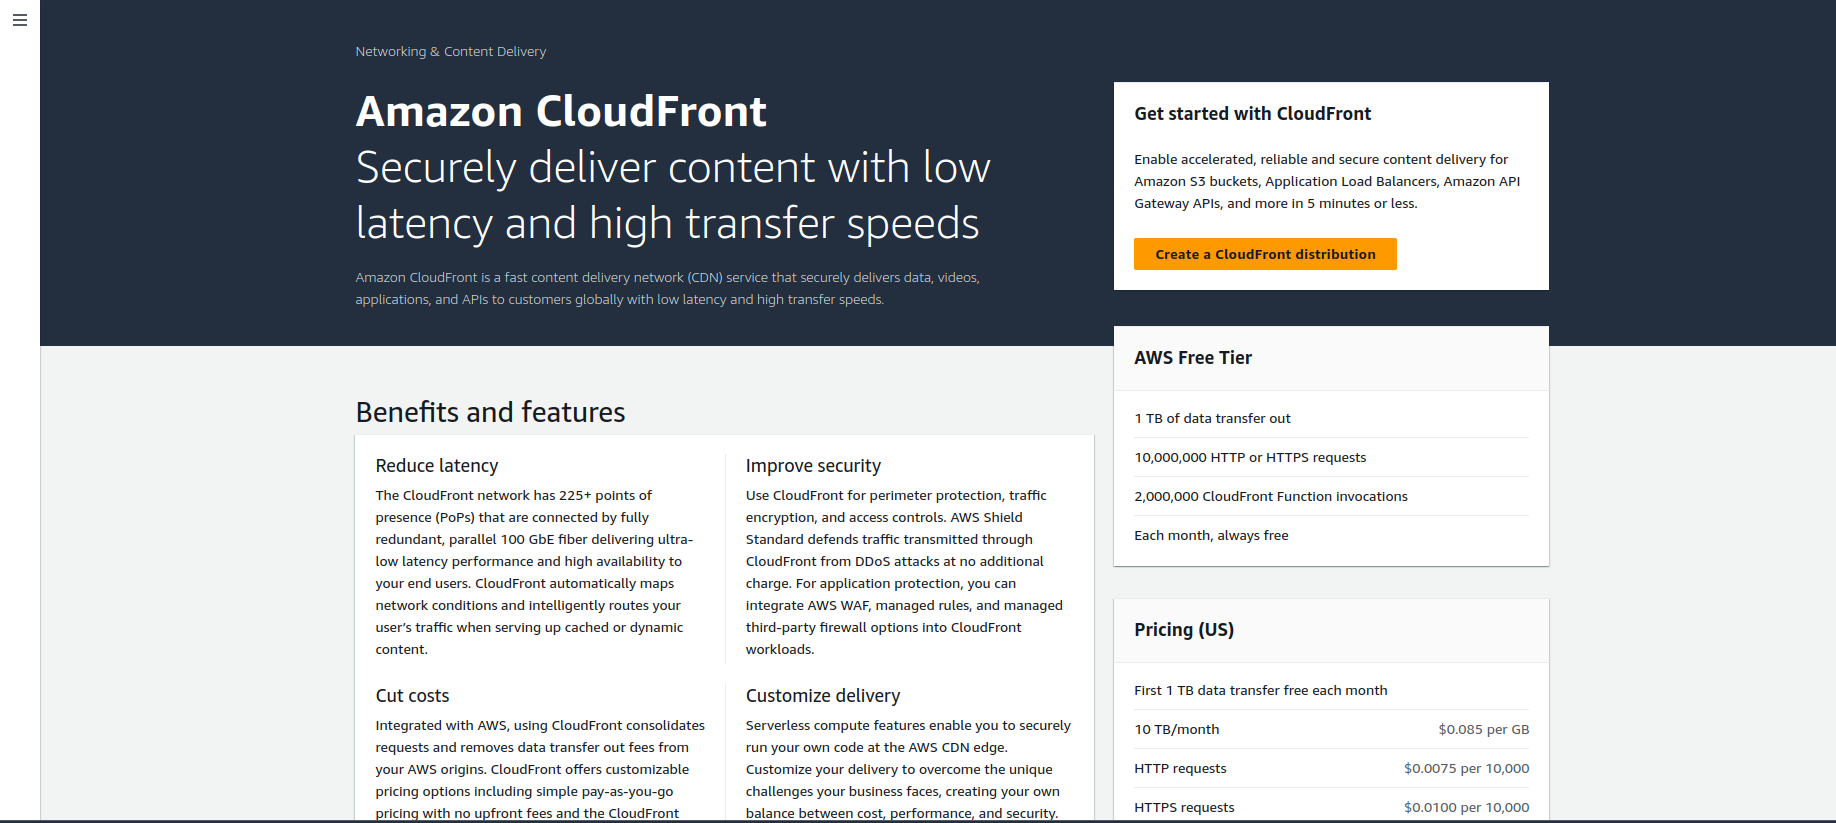 Networking & Content Delivery
Amazon CloudFront
Securely deliver content with low
latency and high transfer speeds
Amazon CloudFront is a fast content delivery network (CDN) service that securely delivers data, videos,
applications, and APIs to customers globally with low latency and high transfer speeds.
Get started with CloudFront
Enable accelerated, reliable and secure content delivery for
Amazon S3 buckets, Application Load Balancers, Amazon API
Gateway APIs, and more in 5 minutes or less.
Create a CloudFront distribution
AWS Free Tier
1 TB of data transfer out
10,000,000 HTTP or HTTPS requests
2,000,000 CloudFront Function invocations
Each month, always free
Benefits and features
Reduce latency
The CloudFront network has 225+ points of
presence (PoPs) that are connected by fully
redundant, parallel 100 GbE fiber delivering ultra-
low latency performance and high availability to
your end users. CloudFront automatically maps
network conditions and intelligently routes your
user’s traffic when serving up cached or dynamic
content.
Improve security
Use CloudFront for perimeter protection, traffic
encryption, and access controls. AWS Shield
Standard defends traffic transmitted through
CloudFront from DDoS attacks at no additional
charge. For application protection, you can
integrate AWS WAF, managed rules, and managed
third-party firewall options into CloudFront
workloads.
Cut costs
Integrated with AWS, using CloudFront consolidates
requests and removes data transfer out fees from
your AWS origins. CloudFront offers customizable
pricing options including simple pay-as-you-go
pricing with no upfront fees and the CloudFront
Customize delivery
Serverless compute features enable you to securely
run your own code at the AWS CDN edge.
Customize your delivery to overcome the unique
challenges your business faces, creating your own
balance between cost, performance, and security.
Pricing (US)
First 1 TB data transfer free each month
10 TB/month $0.085 per GB
HTTP requests $0.0075 per 10,000
HTTPS requests $0.0100 per 10,000